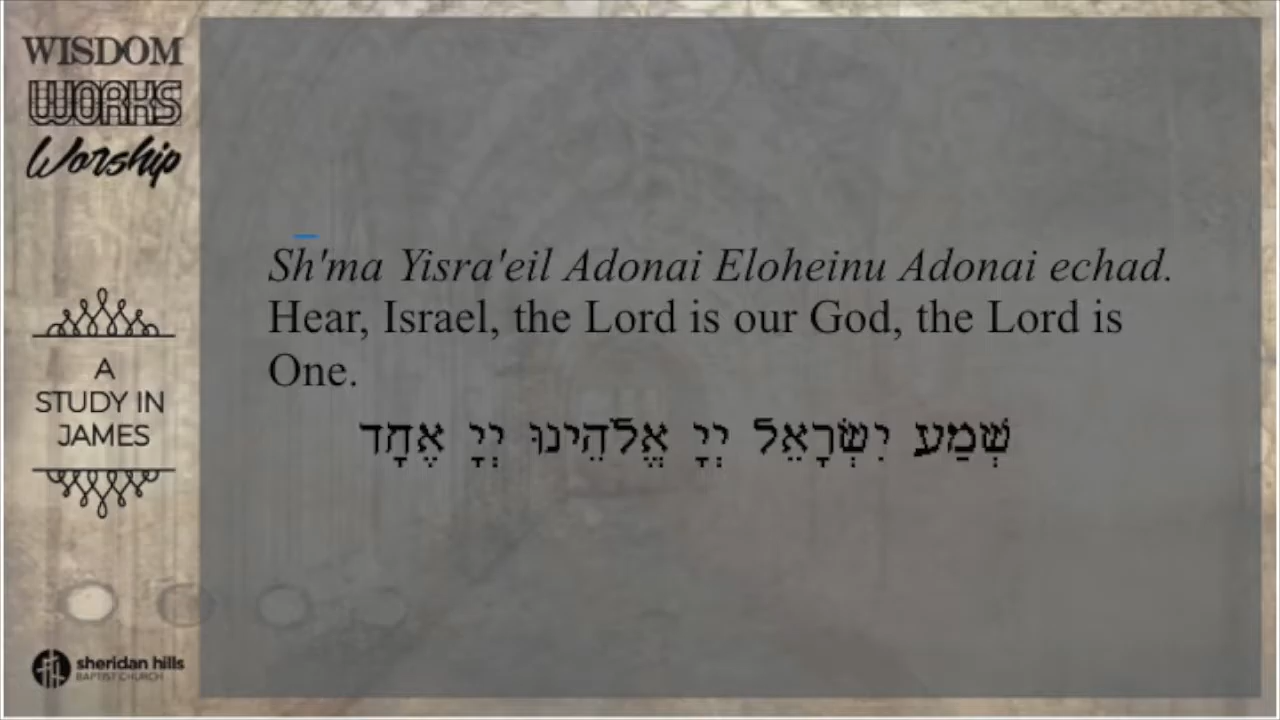 WISDOM
WORKS
Worship
A
STUDY IN
JAMES
sheridan hills
BAPTIST CHURCH
Sh'ma Yisra'eil Adonai Eloheinu Adonai echad.
Hear, Israel, the Lord is our God, the Lord is
One.
שְׁמַע יִשְׂרָאֵל יְיָ אֱלֹהֵינוּ יְיָ אֶחָד